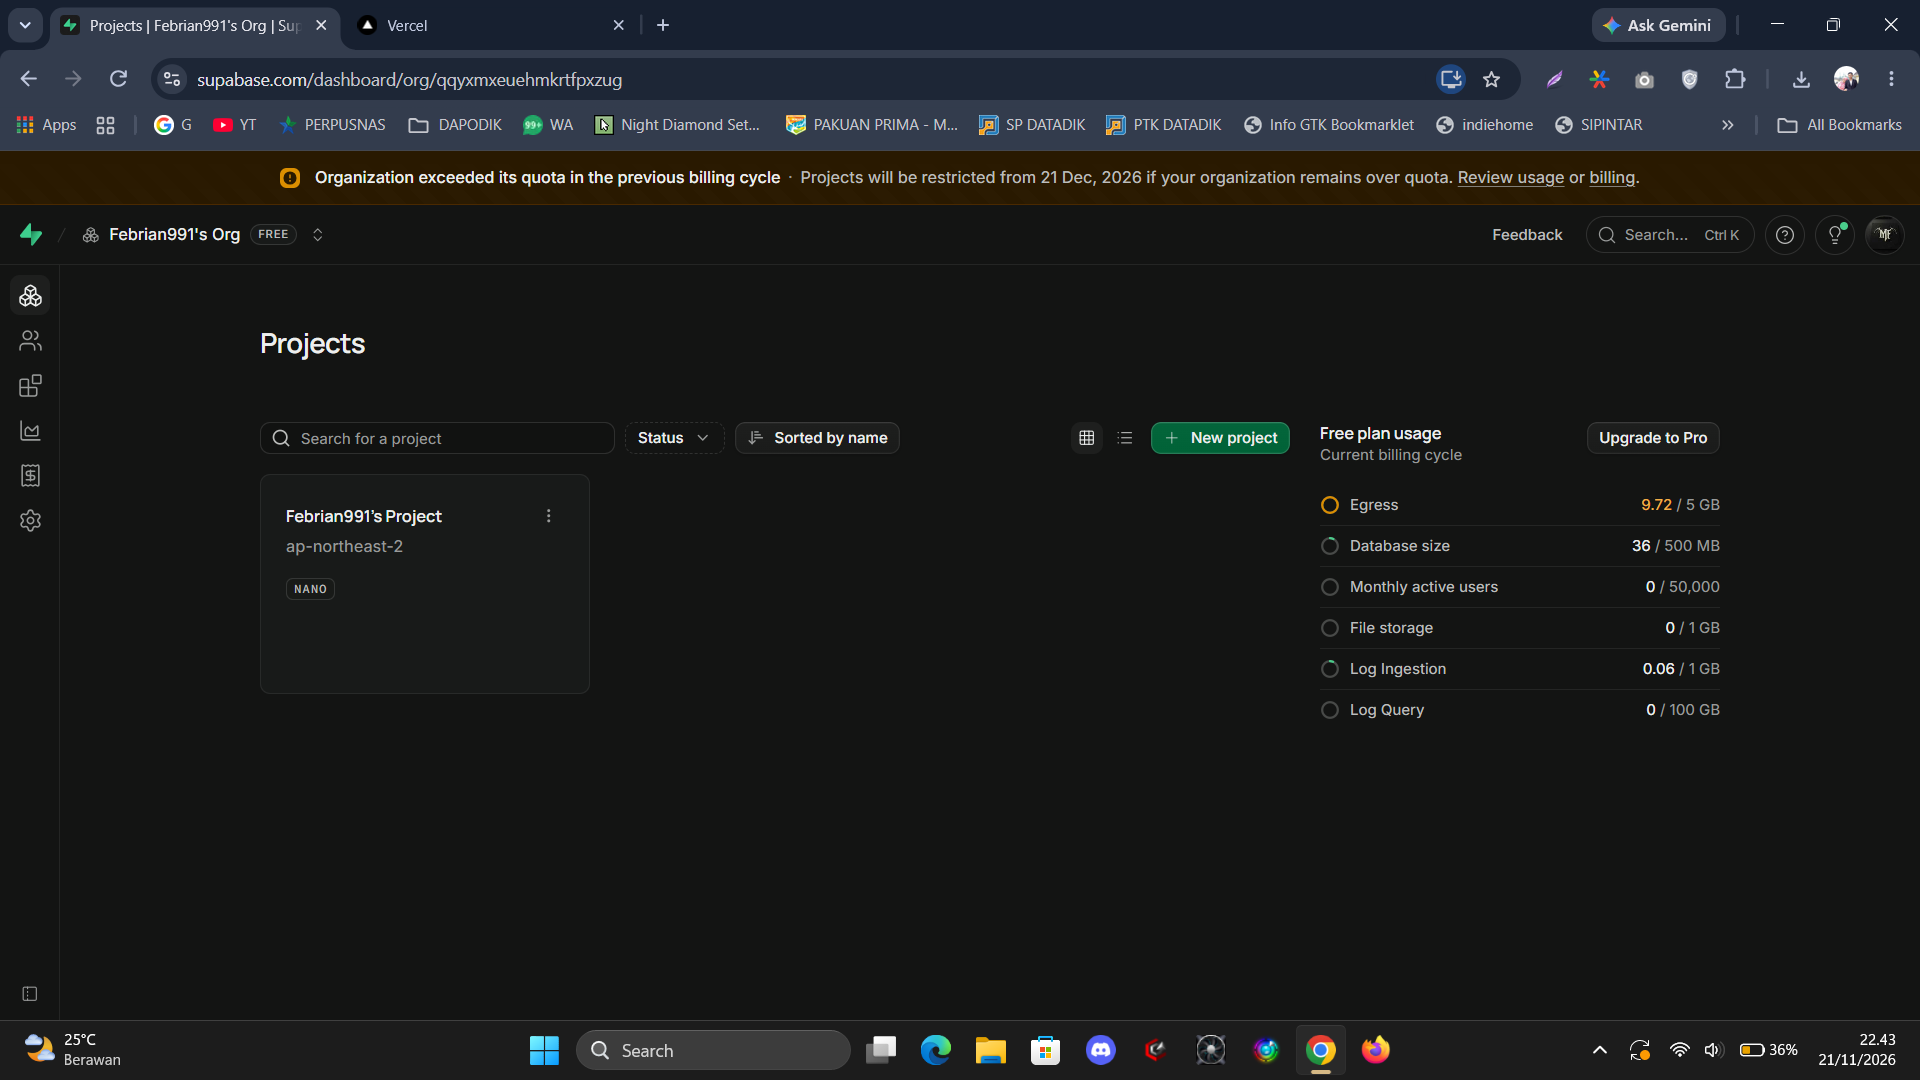 Projects | Febrian991's Org | Sup
Vercel
Ask Gemini
supabase.com/dashboard/org/qqyxmxeuehmkrtfpxzug
Apps
G
YT
PERPUSNAS
DAPODIK
99+
WA
Night Diamond Set...
PAKUAN PRIMA - M...
SP DATADIK
PTK DATADIK
Info GTK Bookmarklet
indiehome
SIPINTAR
All Bookmarks
Organization exceeded its quota in the previous billing cycle · Projects will be restricted from 21 Dec, 2026 if your organization remains over quota. Review usage or billing.
Febrian991's Org FREE
Feedback
Search... Ctrl K
Projects
Search for a project
Status
Sorted by name
New project
Febrian991's Project
ap-northeast-2
NANO
Free plan usage
Current billing cycle
Upgrade to Pro
Egress 9.72 / 5 GB
Database size 36 / 500 MB
Monthly active users 0 / 50,000
File storage 0 / 1 GB
Log Ingestion 0.06 / 1 GB
Log Query 0 / 100 GB
25°C
Berawan
Search
36%
22.43
21/11/2026